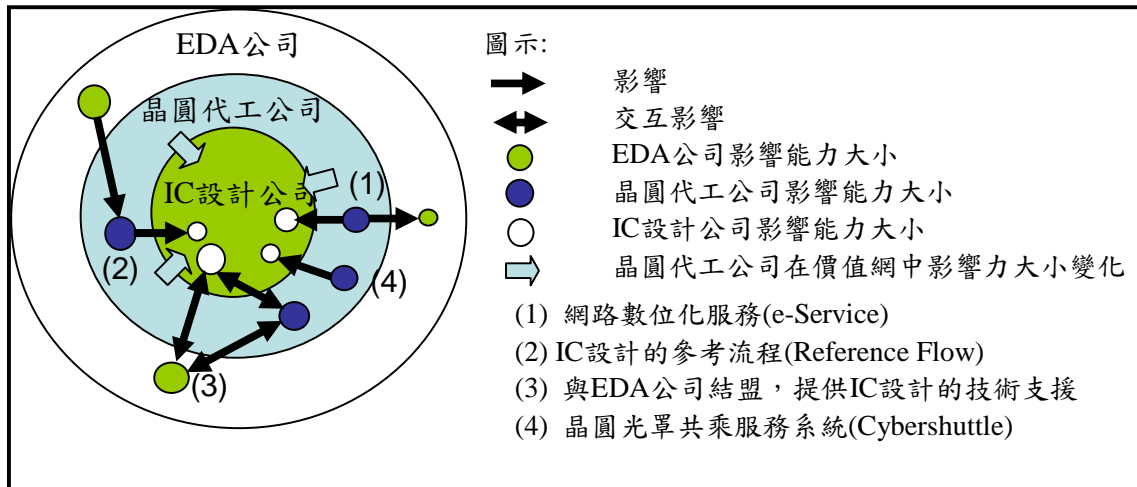 EDA公司
晶圓代工公司
IC設計公司
(1)
(2)
(4)
(3)
圖示:
影響
交互影響
EDA公司影響能力大小
晶圓代工公司影響能力大小
IC設計公司影響能力大小
晶圓代工公司在價值網中影響力大小變化
(1) 網路數位化服務(e-Service)
(2) IC設計的參考流程(Reference Flow)
(3) 與EDA公司結盟，提供IC設計的技術支援
(4) 晶圓光罩共乘服務系統(Cybershuttle)